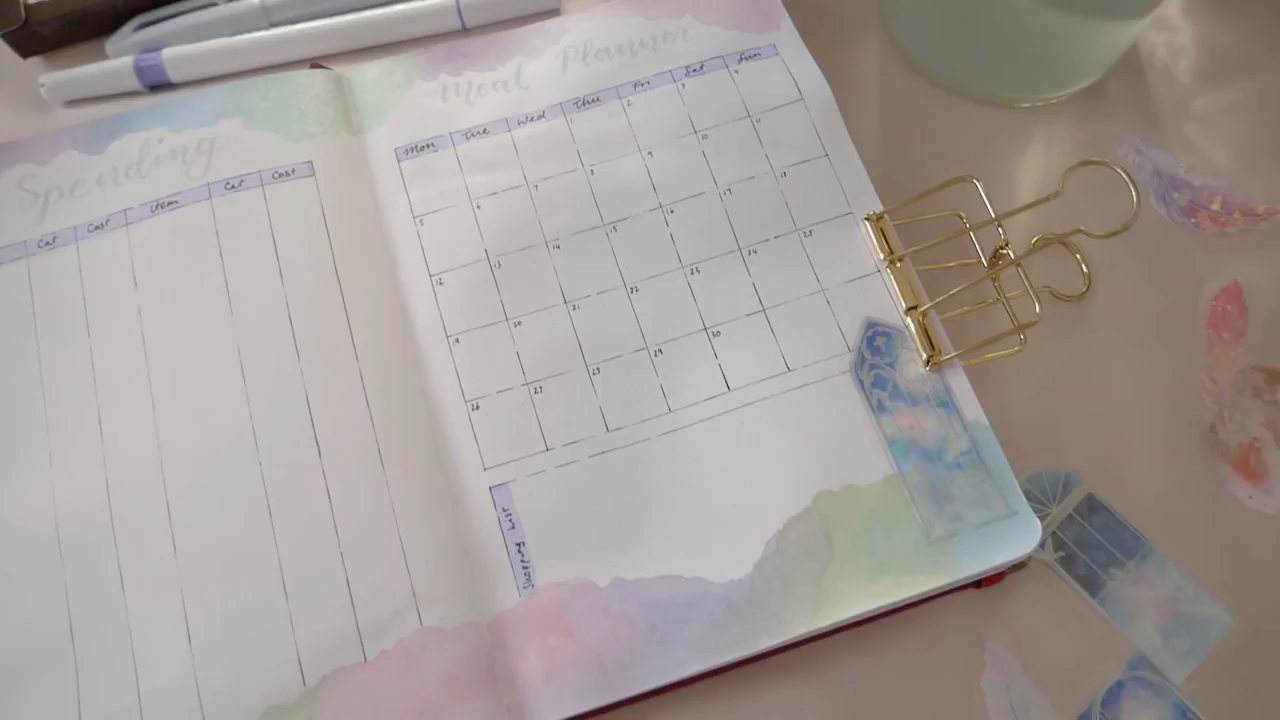 Spending
Cat Cost Item Cat Cost
Meal Planner
Mon Tue Wed Thu Fri Sat Sun
1 2 3 4
5 6 7 8 9 10 11
12 13 14 15 16 17 18
19 20 21 22 23 24 25
26 27 28 29 30
Shopping List